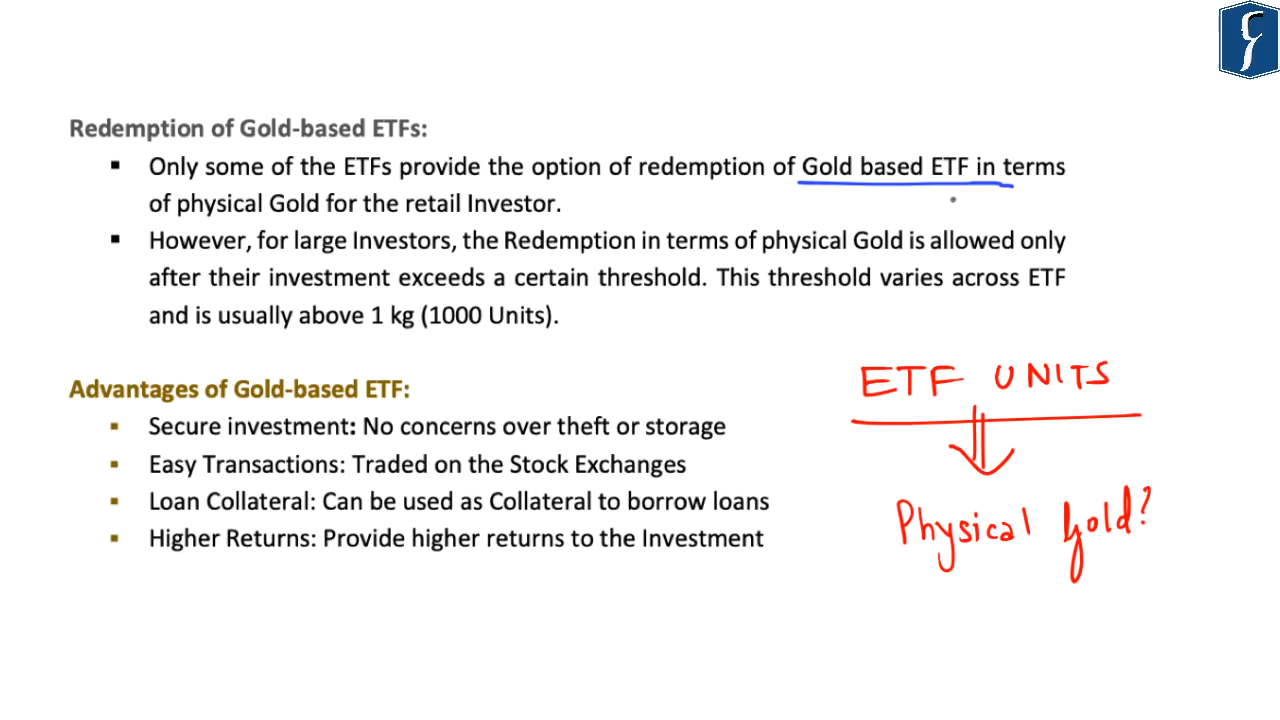 Redemption of Gold-based ETFs:
▪ Only some of the ETFs provide the option of redemption of Gold based ETF in terms
of physical Gold for the retail Investor.
▪ However, for large Investors, the Redemption in terms of physical Gold is allowed only
after their investment exceeds a certain threshold. This threshold varies across ETF
and is usually above 1 kg (1000 Units).
Advantages of Gold-based ETF:
▪ Secure investment: No concerns over theft or storage
▪ Easy Transactions: Traded on the Stock Exchanges
▪ Loan Collateral: Can be used as Collateral to borrow loans
▪ Higher Returns: Provide higher returns to the Investment
ETF UNITS
Physical Gold?